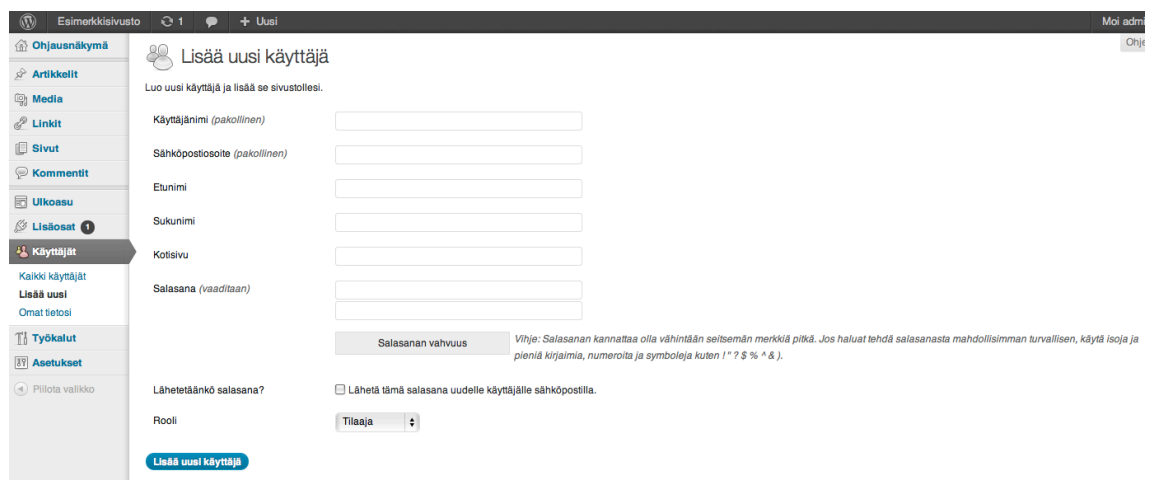 Esimerkkisivusto 1 + Uusi Moi admi
Ohje
Ohjausnäkymä
Artikkelit
Media
Linkit
Sivut
Kommentit
Ulkoasu
Lisäosat 1
Käyttäjät
Kaikki käyttäjät
Lisää uusi
Omat tietosi
Työkalut
Asetukset
Piilota valikko
Lisää uusi käyttäjä
Luo uusi käyttäjä ja lisää se sivustollesi.
Käyttäjänimi (pakollinen)
Sähköpostiosoite (pakollinen)
Etunimi
Sukunimi
Kotisivu
Salasana (vaaditaan)
Salasanan vahvuus
Vihje: Salasanan kannattaa olla vähintään seitsemän merkkiä pitkä. Jos haluat tehdä salasanasta mahdollisimman turvallisen, käytä isoja ja
pieniä kirjaimia, numeroita ja symboleja kuten ! " ? $ % ^ & ).
Lähetetäänkö salasana? Lähetä tämä salasana uudelle käyttäjälle sähköpostilla.
Rooli Tilaaja
Lisää uusi käyttäjä